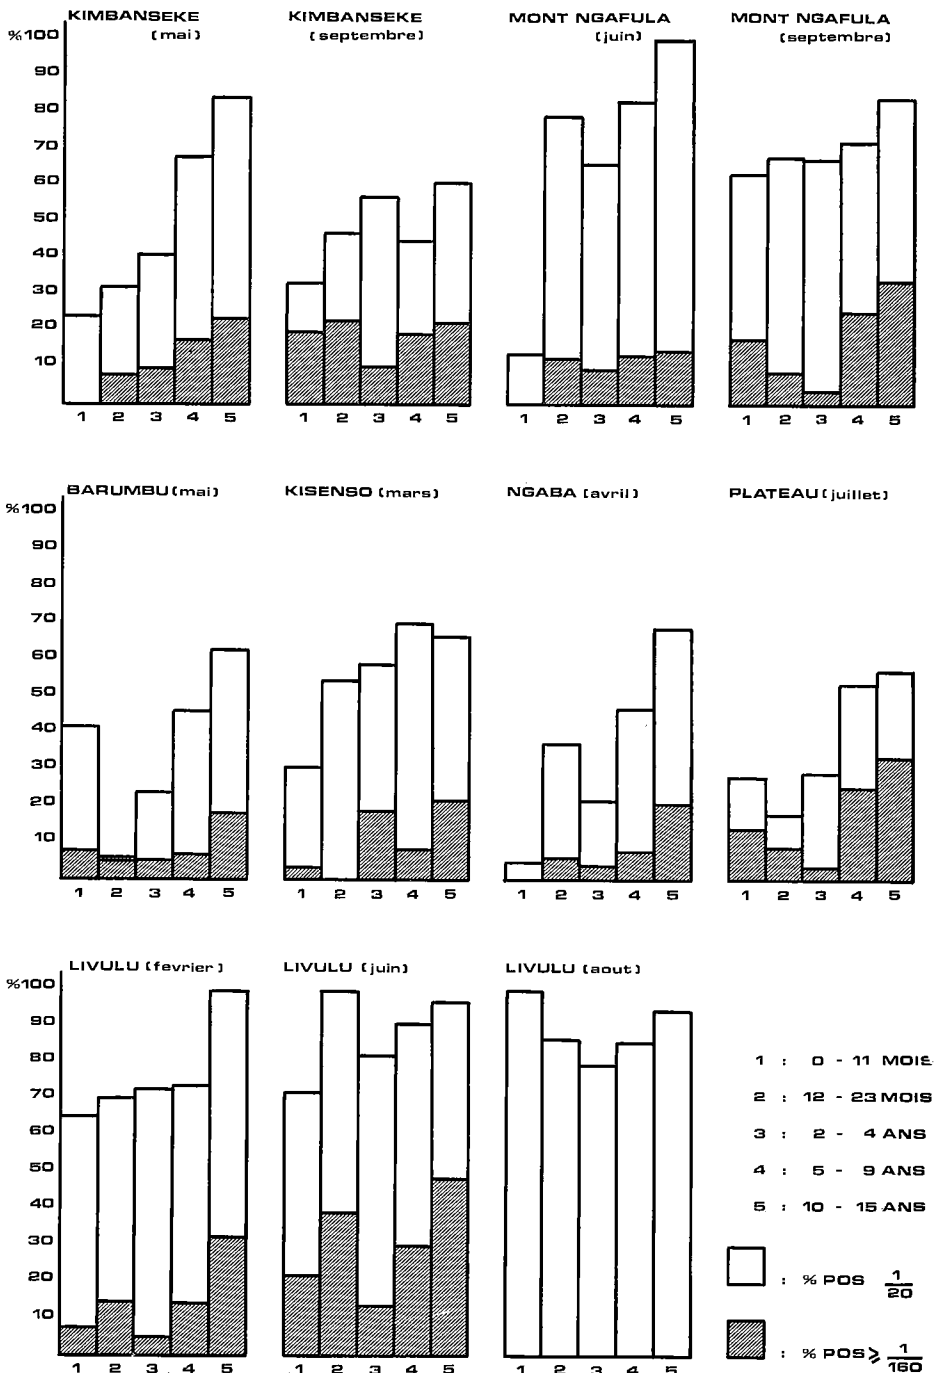 KIMBANSEKE (mai)
KIMBANSEKE (septembre)
MONT NGAFULA (juin)
MONT NGAFULA (septembre)
%100
90
80
70
60
50
40
30
20
10
1 2 3 4 5
1 2 3 4 5
1 2 3 4 5
1 2 3 4 5
BARUMBU (mai)
KISENSO (mars)
NGABA (avril)
PLATEAU (juillet)
%100
90
80
70
60
50
40
30
20
10
1 2 3 4 5
1 2 3 4 5
1 2 3 4 5
1 2 3 4 5
LIVULU (fevrier)
LIVULU (juin)
LIVULU (aout)
%100
90
80
70
60
50
40
30
20
10
1 2 3 4 5
1 2 3 4 5
1 2 3 4 5
1 : 0 - 11 MOIS
2 : 12 - 23 MOIS
3 : 2 - 4 ANS
4 : 5 - 9 ANS
5 : 10 - 15 ANS
: % POS 1/20
: % POS ≥ 1/160